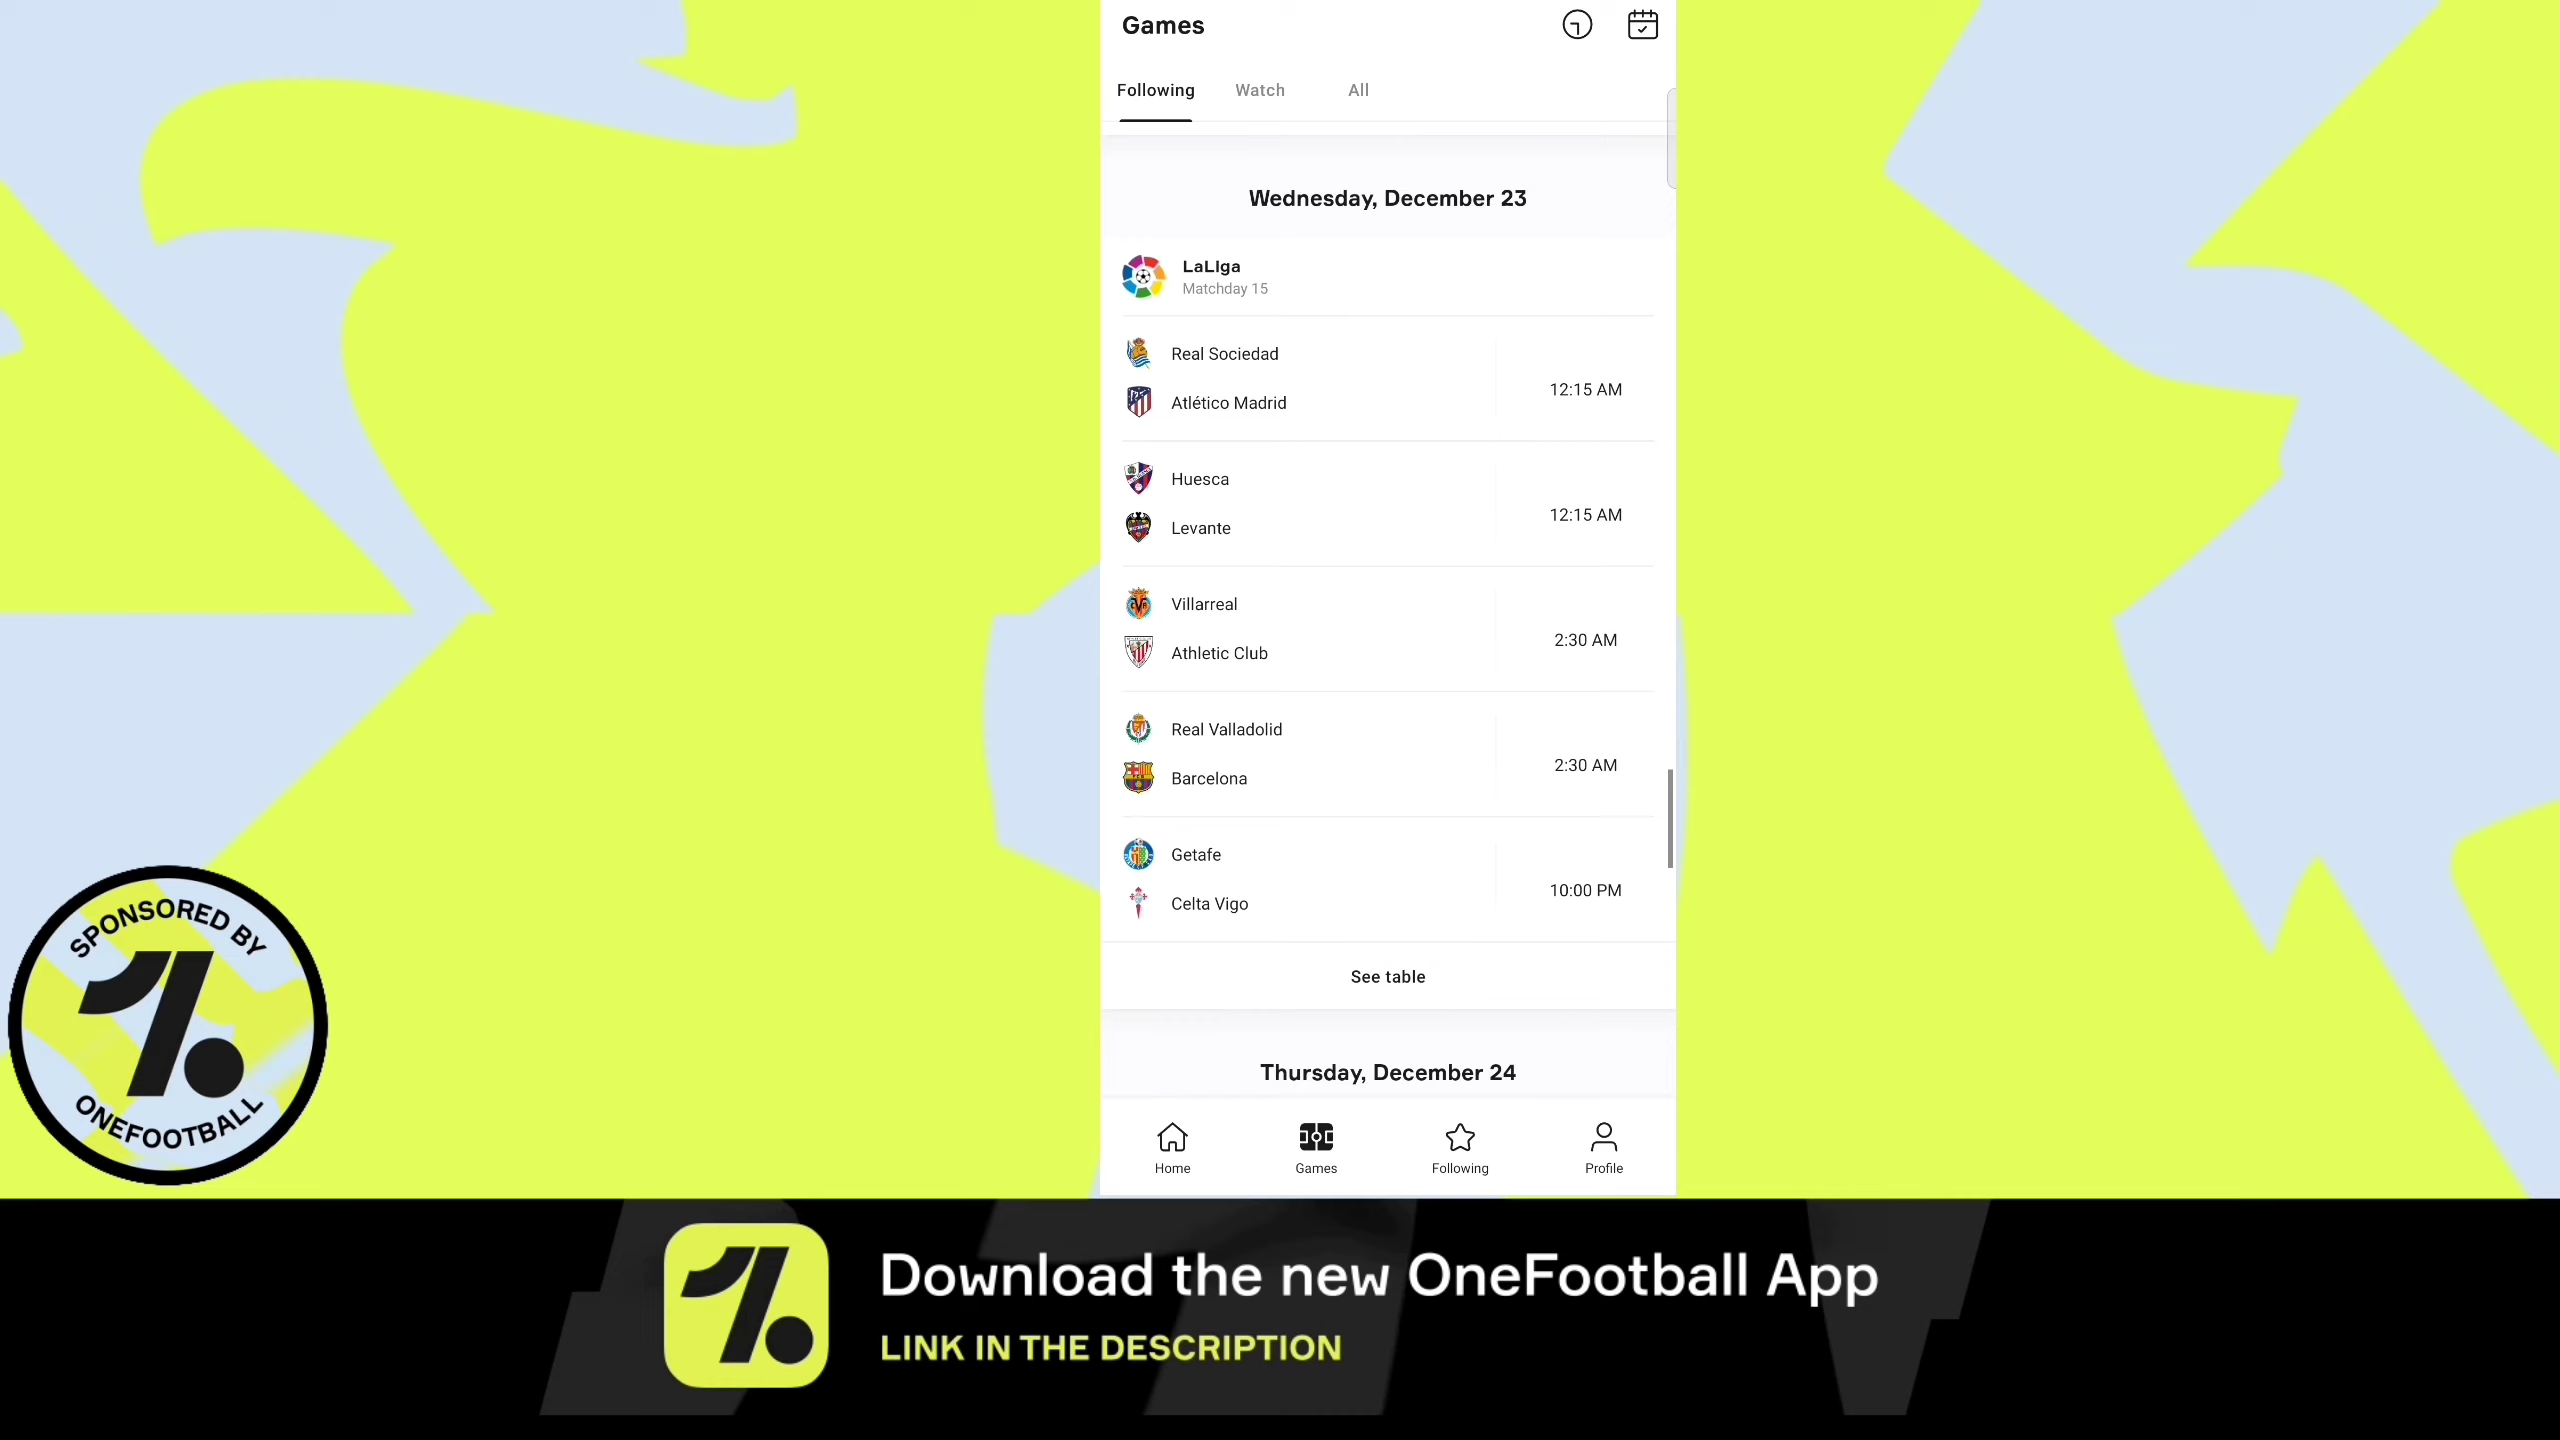 Games
Following
Watch
All
Wednesday, December 23
LaLIga
Matchday 15
Real Sociedad
Atlético Madrid
12:15 AM
Huesca
Levante
12:15 AM
Villarreal
Athletic Club
2:30 AM
Real Valladolid
Barcelona
2:30 AM
Getafe
Celta Vigo
10:00 PM
See table
Thursday, December 24
Home
Games
Following
Profile
SPONSORED BY
ONEFOOTBALL
Download the new OneFootball App
LINK IN THE DESCRIPTION